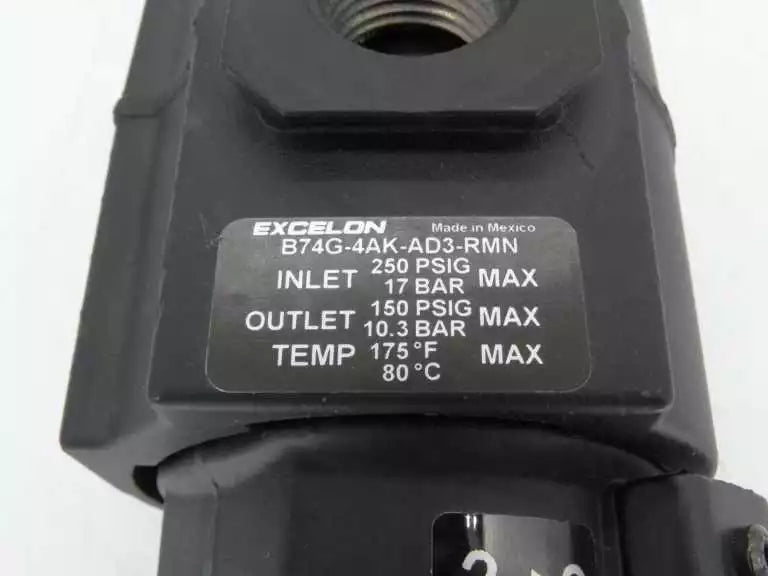 EXCELON Made in Mexico
B74G-4AK-AD3-RMN
INLET 250 PSIG
17 BAR MAX
OUTLET 150 PSIG
10.3 BAR MAX
TEMP 175°F MAX
80°C